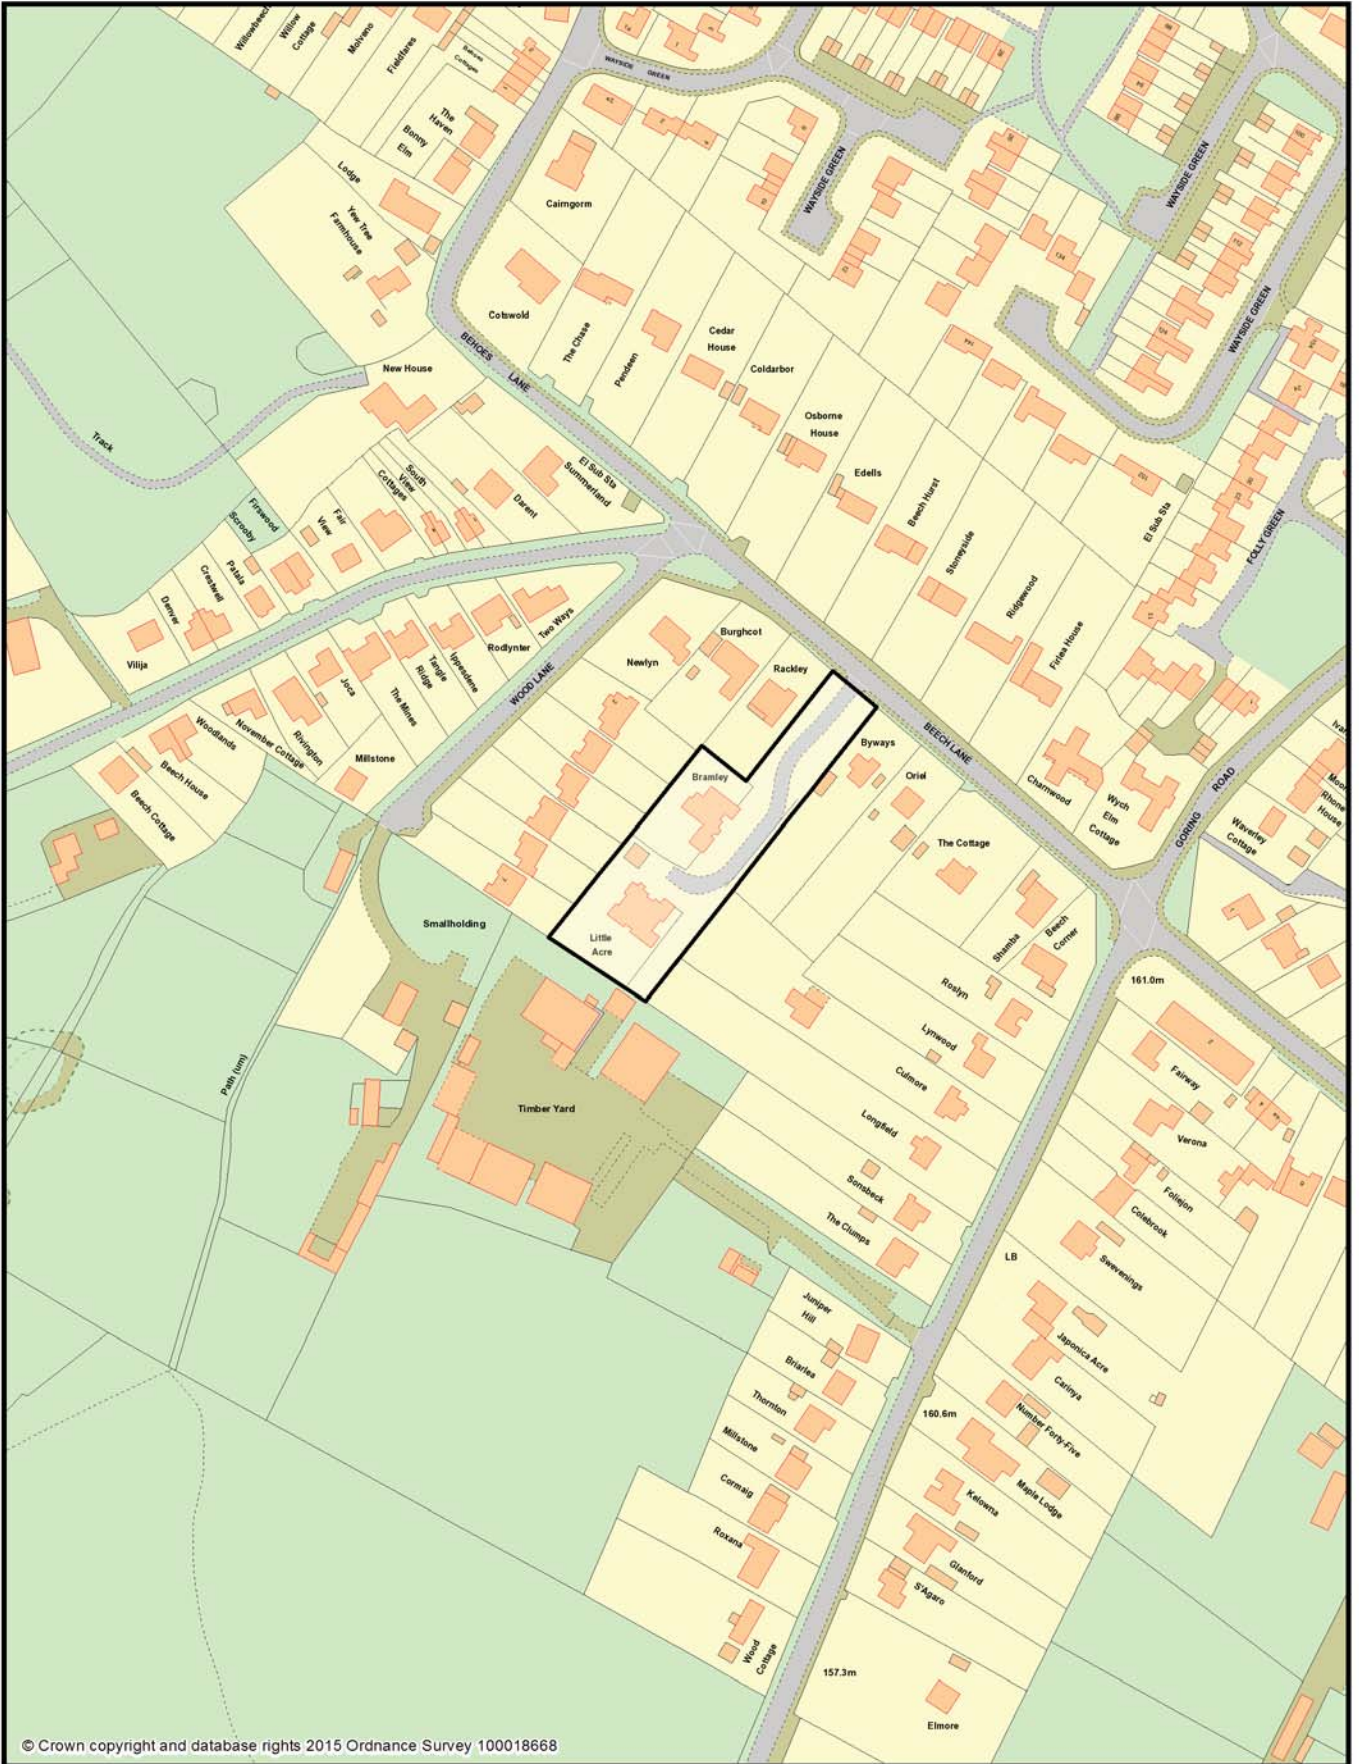 Willowbeech
Willow
Cottage
Molveno
Fieldfares
Behoes
Cottages
WAYSIDE GREEN
The
Haven
Bonny
Elm
Lodge
Yew Tree
Farmhouse
Cairngorm
WAYSIDE GREEN
WAYSIDE GREEN
WAYSIDE GREEN
Cotswold
The Chase
Pendeen
Cedar
House
Coldarbor
Osborne
House
Edells
Beech Hurst
Stoneyside
Ridgewood
Firlea House
El Sub Sta
FOLLY GREEN
BEHOES
LANE
New House
Track
South
View
Cottages
El Sub Sta
Summerland
Darent
Firswood
Scrooby
Fair
View
Patala
Crestwell
Denver
Vilija
Two Ways
Rodlynter
Ippesdene
Tangle
Ridge
The Mines
Joca
Rivington
November Cottage
Woodlands
Millstone
Beech House
Beech Cottage
WOOD LANE
Newlyn
Burghcot
Rackley
Bramley
Little
Acre
BEECH LANE
Byways
Oriel
The Cottage
Charnwood
Wych
Elm
Cottage
GORING ROAD
Waverley
Cottage
Rhone
House
Beech
Corner
Shamba
Roslyn
Lynwood
Culmore
Longfield
Sonsbeck
The Clumps
161.0m
Smallholding
Timber Yard
Path (um)
Fairway
Verona
Foliejon
Colebrook
Swevenings
LB
Japonica Acre
Carinya
Juniper
Hill
Briarlea
Thornton
Millstone
Cormaig
Roxana
Wood
Cottage
160.6m
Number Forty-Five
Maple Lodge
Kelowna
Glanford
S'Agaro
157.3m
Elmore
© Crown copyright and database rights 2015 Ordnance Survey 100018668